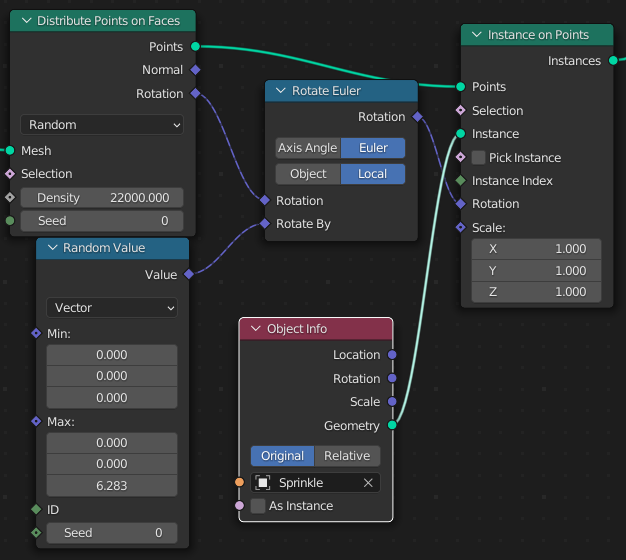 Distribute Points on Faces
Points
Normal
Rotation
Random
Mesh
Selection
Density 22000.000
Seed 0
Random Value
Value
Vector
Min:
0.000
0.000
0.000
Max:
0.000
0.000
6.283
ID
Seed 0
Rotate Euler
Rotation
Axis Angle Euler
Object Local
Rotation
Rotate By
Object Info
Location
Rotation
Scale
Geometry
Original Relative
Sprinkle
As Instance
Instance on Points
Instances
Points
Selection
Instance
Pick Instance
Instance Index
Rotation
Scale:
X 1.000
Y 1.000
Z 1.000